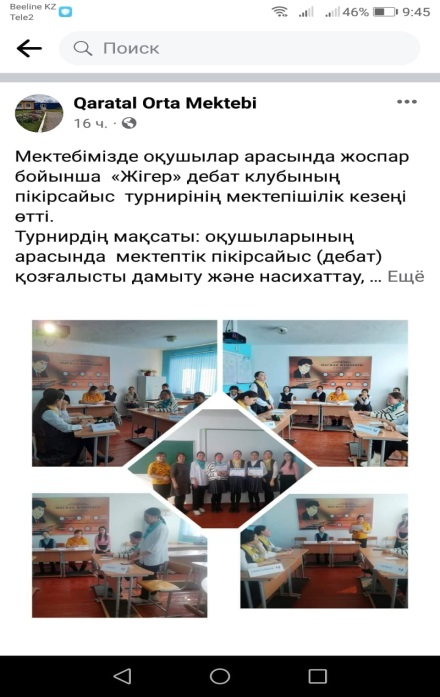 Beeline KZ
Tele2
46%
9:45
Поиск
Qaratal Orta Mektebi
16 ч.
Мектебімізде оқушылар арасында жоспар
бойынша «Жігер» дебат клубының
пікірсайыс турнирінің мектепішілік кезеңі
өтті.
Турнирдің мақсаты: оқушыларының
арасында мектептік пікірсайыс (дебат)
қозғалысты дамыту және насихаттау, ... Ещё